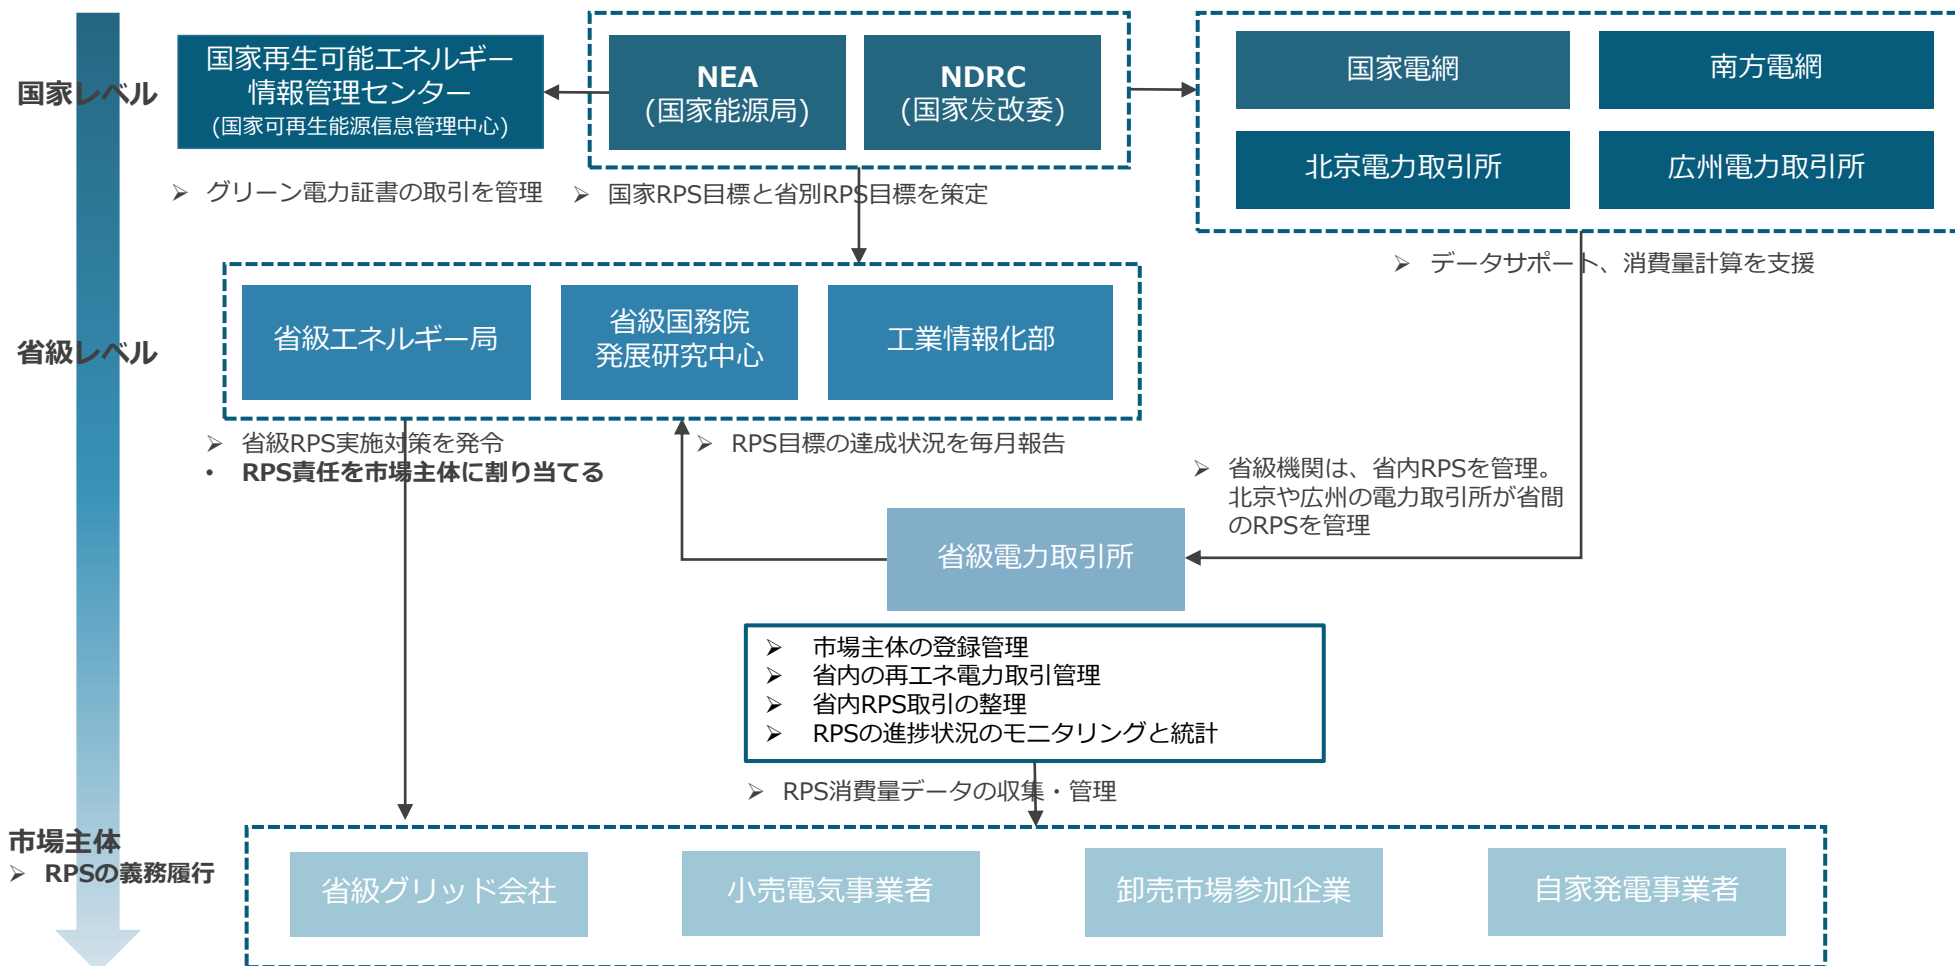 国家レベル
国家再生可能エネルギー
情報管理センター
(国家可再生能源信息管理中心)
NEA
(国家能源局)
NDRC
(国家发改委)
国家電網
南方電網
北京電力取引所
広州電力取引所
➢ グリーン電力証書の取引を管理
➢ 国家RPS目標と省別RPS目標を策定
➢ データサポート、消費量計算を支援
省級レベル
省級エネルギー局
省級国務院
発展研究中心
工業情報化部
➢ 省級RPS実施対策を発令
• RPS責任を市場主体に割り当てる
➢ RPS目標の達成状況を毎月報告
➢ 省級機関は、省内RPSを管理。
北京や広州の電力取引所が省間
のRPSを管理
省級電力取引所
➢ 市場主体の登録管理
➢ 省内の再エネ電力取引管理
➢ 省内RPS取引の整理
➢ RPSの進捗状況のモニタリングと統計
➢ RPS消費量データの収集・管理
市場主体
➢ RPSの義務履行
省級グリッド会社
小売電気事業者
卸売市場参加企業
自家発電事業者